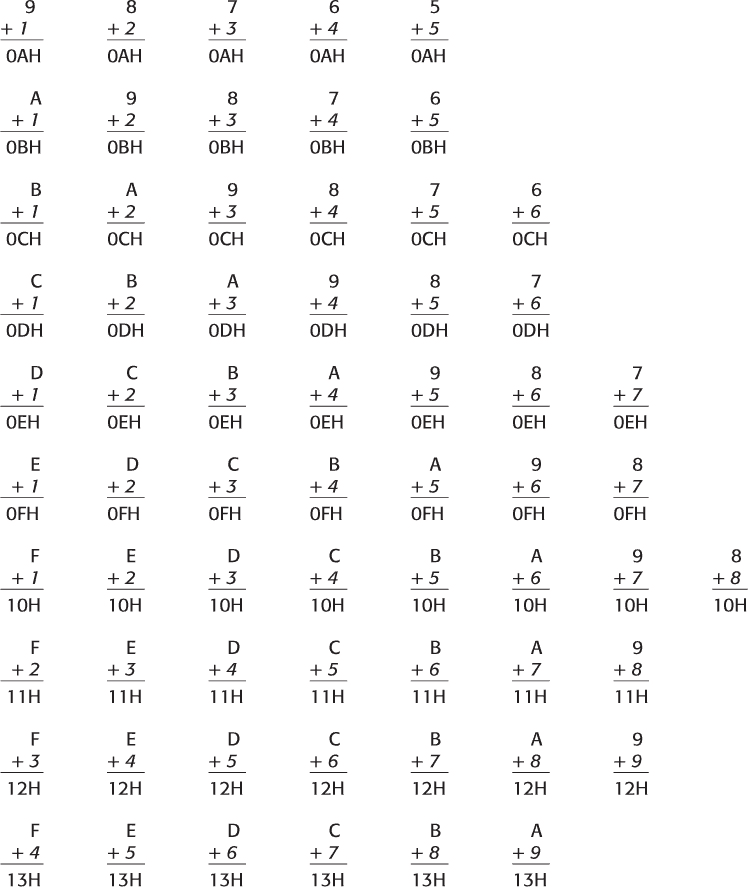 9 8 7 6 5
+ 1 + 2 + 3 + 4 + 5
0AH 0AH 0AH 0AH 0AH
A 9 8 7 6
+ 1 + 2 + 3 + 4 + 5
0BH 0BH 0BH 0BH 0BH
B A 9 8 7 6
+ 1 + 2 + 3 + 4 + 5 + 6
0CH 0CH 0CH 0CH 0CH 0CH
C B A 9 8 7
+ 1 + 2 + 3 + 4 + 5 + 6
0DH 0DH 0DH 0DH 0DH 0DH
D C B A 9 8 7
+ 1 + 2 + 3 + 4 + 5 + 6 + 7
0EH 0EH 0EH 0EH 0EH 0EH 0EH
E D C B A 9 8
+ 1 + 2 + 3 + 4 + 5 + 6 + 7
0FH 0FH 0FH 0FH 0FH 0FH 0FH
F E D C B A 9 8
+ 1 + 2 + 3 + 4 + 5 + 6 + 7 + 8
10H 10H 10H 10H 10H 10H 10H 10H
F E D C B A 9
+ 2 + 3 + 4 + 5 + 6 + 7 + 8
11H 11H 11H 11H 11H 11H 11H
F E D C B A 9
+ 3 + 4 + 5 + 6 + 7 + 8 + 9
12H 12H 12H 12H 12H 12H 12H
F E D C B A
+ 4 + 5 + 6 + 7 + 8 + 9
13H 13H 13H 13H 13H 13H